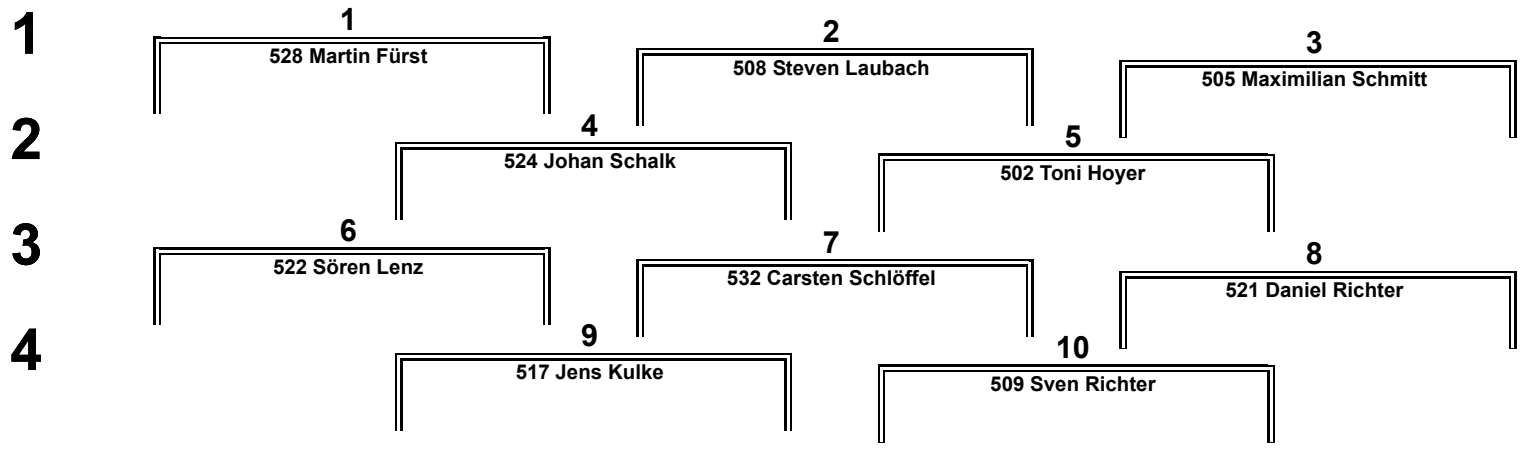 1
1
528 Martin Fürst
2
508 Steven Laubach
3
505 Maximilian Schmitt
2
4
524 Johan Schalk
5
502 Toni Hoyer
3
6
522 Sören Lenz
7
532 Carsten Schlöffel
8
521 Daniel Richter
4
9
517 Jens Kulke
10
509 Sven Richter